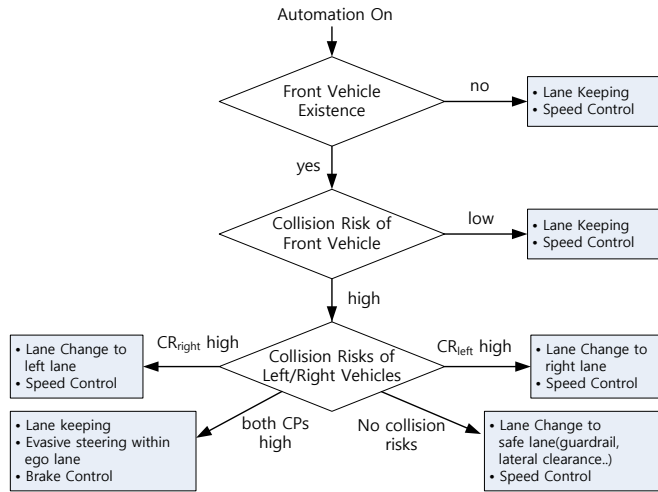 Automation On
Front Vehicle
Existence
no
• Lane Keeping
• Speed Control
yes
Collision Risk of
Front Vehicle
low
• Lane Keeping
• Speed Control
high
• Lane Change to
left lane
• Speed Control
CRright high
Collision Risks of
Left/Right Vehicles
CRleft high
• Lane Change to
right lane
• Speed Control
• Lane keeping
• Evasive steering within
ego lane
• Brake Control
both CPs
high
No collision
risks
• Lane Change to
safe lane(guardrail,
lateral clearance..)
• Speed Control